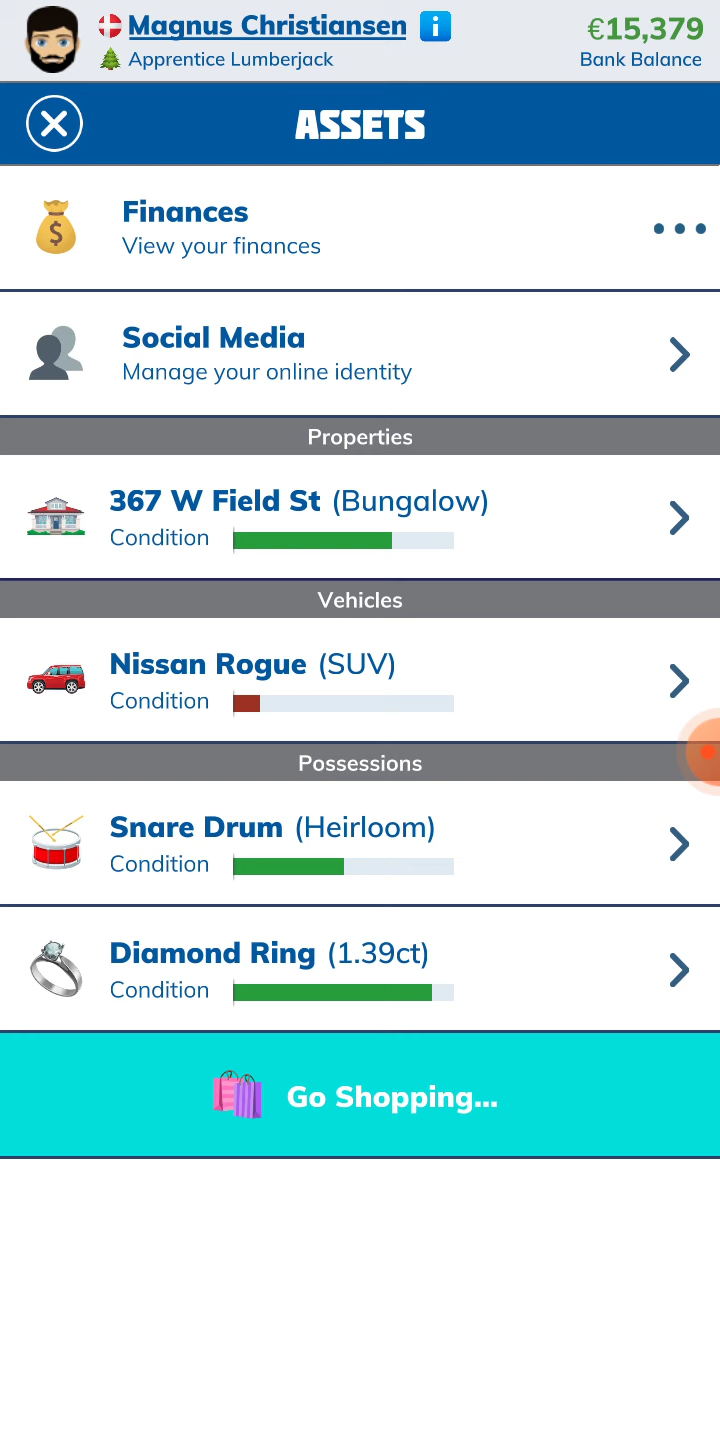 Magnus Christiansen
€15,379
Apprentice Lumberjack
Bank Balance
ASSETS
Finances
View your finances
Social Media
Manage your online identity
Properties
367 W Field St (Bungalow)
Condition
Vehicles
Nissan Rogue (SUV)
Condition
Possessions
Snare Drum (Heirloom)
Condition
Diamond Ring (1.39ct)
Condition
Go Shopping...